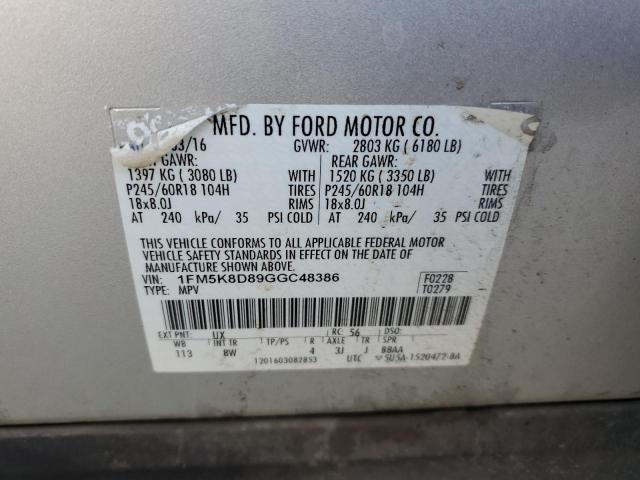 MFD. BY FORD MOTOR CO.
03/16 GVWR: 2803 KG ( 6180 LB)
GAWR: REAR GAWR:
1397 KG ( 3080 LB) WITH 1520 KG ( 3350 LB) WITH
P245/60R18 104H TIRES P245/60R18 104H TIRES
18x8.0J RIMS 18x8.0J RIMS
AT 240 kPa/ 35 PSI COLD AT 240 kPa/ 35 PSI COLD
THIS VEHICLE CONFORMS TO ALL APPLICABLE FEDERAL MOTOR
VEHICLE SAFETY STANDARDS IN EFFECT ON THE DATE OF
MANUFACTURE SHOWN ABOVE.
VIN: 1FM5K8D89GGC48386 F0228
TYPE: MPV T0279
EXT PNT: UX RC: 56 DSO:
WB INT TR TP/PS R AXLE TR SPR
113 BW 4 3J J BBAA
1201603082853 UTC 5U5A-1520472-BA